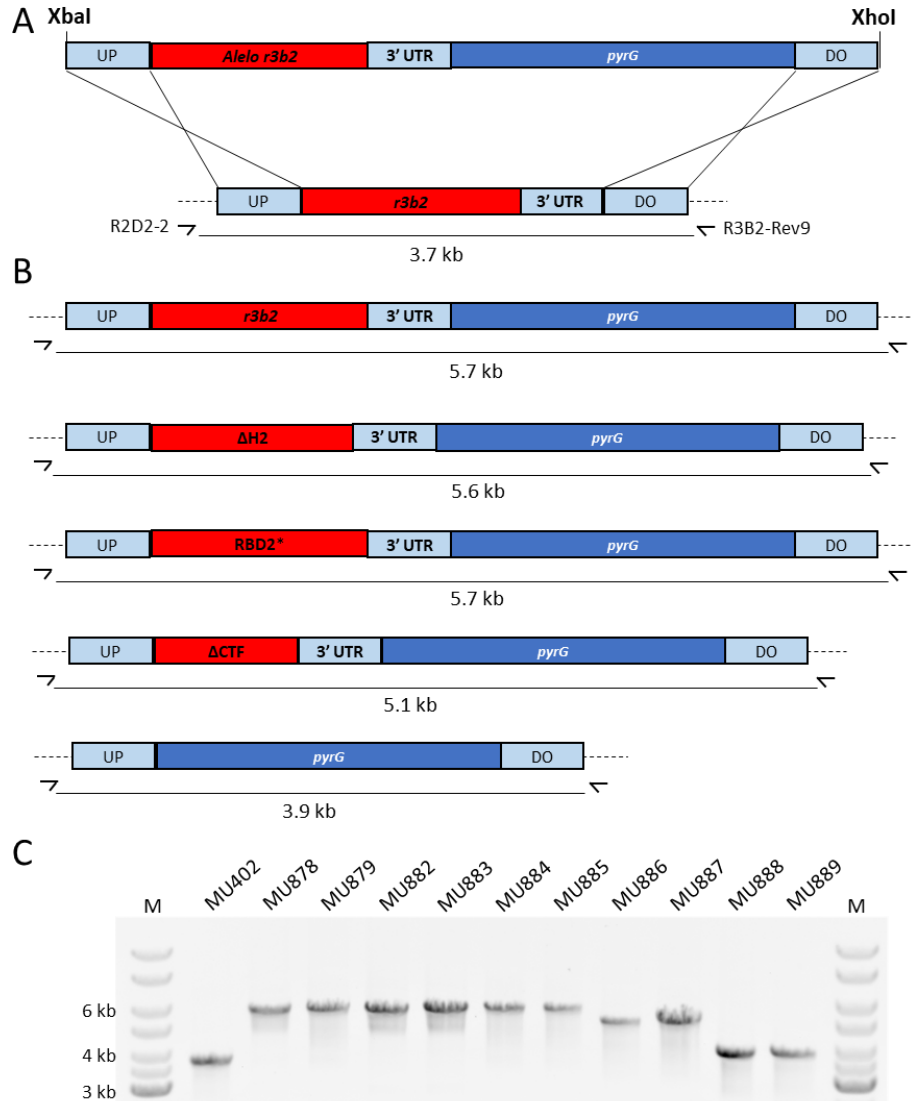 A
XbaI
XhoI
UP Alelo r3b2 3’ UTR pyrG DO
UP r3b2 3’ UTR DO
R2D2-2
R3B2-Rev9
3.7 kb
B
UP r3b2 3’ UTR pyrG DO
5.7 kb
UP ΔH2 3’ UTR pyrG DO
5.6 kb
UP RBD2* 3’ UTR pyrG DO
5.7 kb
UP ΔCTF 3’ UTR pyrG DO
5.1 kb
UP pyrG DO
3.9 kb
C
M MU402 MU878 MU879 MU882 MU883 MU884 MU885 MU886 MU887 MU888 MU889 M
6 kb
4 kb
3 kb